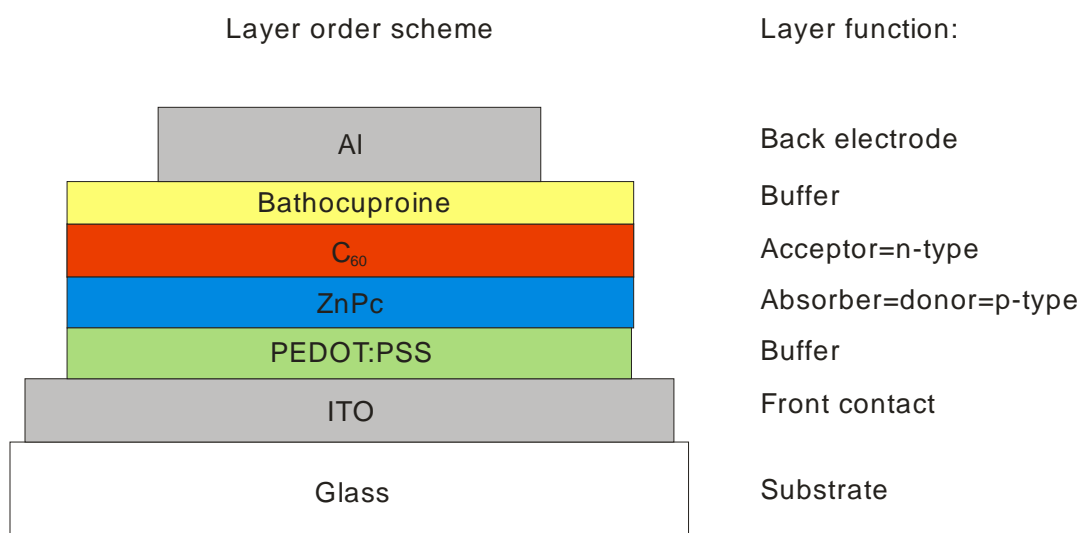 Layer order scheme Layer function:
Al Back electrode
Bathocuproine Buffer
C₆₀ Acceptor=n-type
ZnPc Absorber=donor=p-type
PEDOT:PSS Buffer
ITO Front contact
Glass Substrate